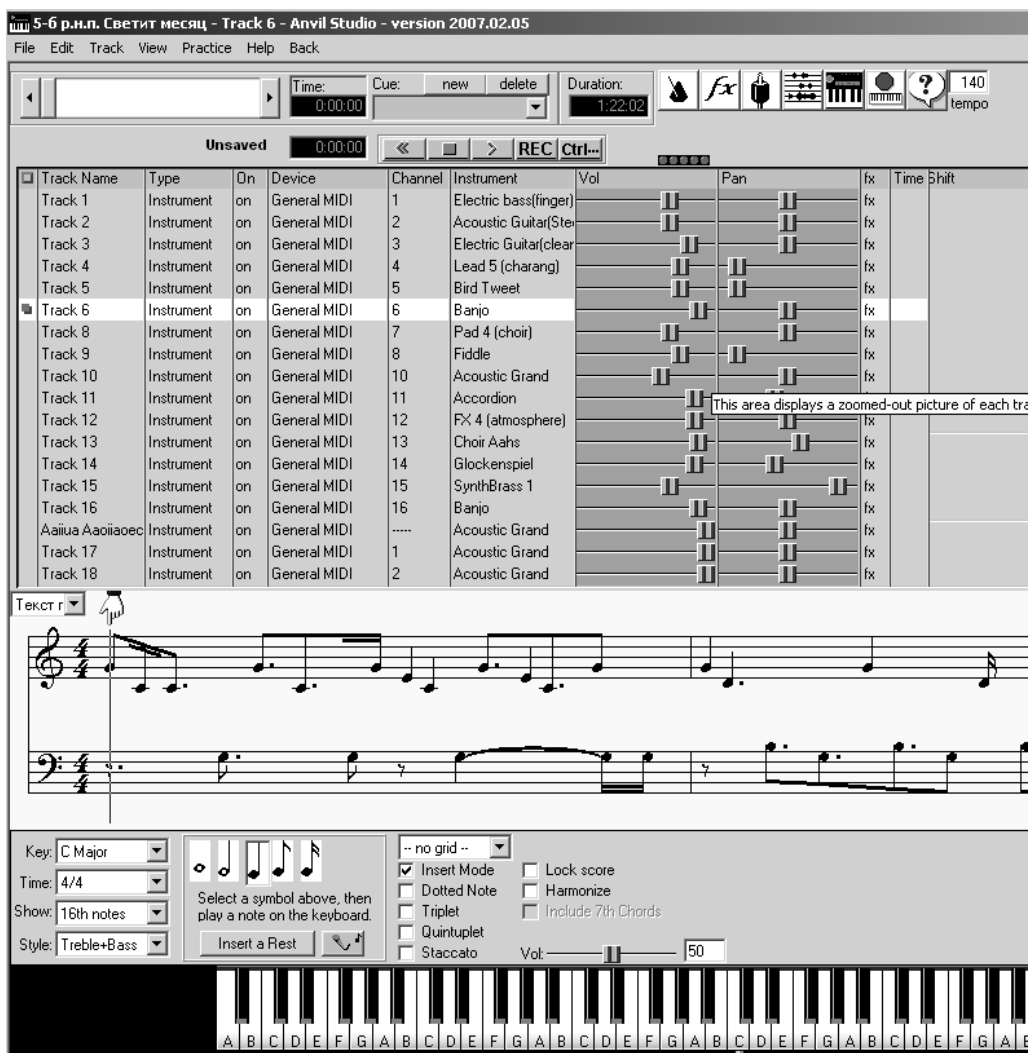 5-б р.н.п. Светит месяц - Track 6 - Anvil Studio - version 2007.02.05
File Edit Track View Practice Help Back
Time: Cue: new delete Duration: 140
0:00:00 1:22:02 tempo
Unsaved 0:00:00 REC Ctrl...
Track Name Type On Device Channel Instrument Vol Pan fx Time Shift
Track 1 Instrument on General MIDI 1 Electric bass(finger) fx
Track 2 Instrument on General MIDI 2 Acoustic Guitar(Stee fx
Track 3 Instrument on General MIDI 3 Electric Guitar(clear fx
Track 4 Instrument on General MIDI 4 Lead 5 (charang) fx
Track 5 Instrument on General MIDI 5 Bird Tweet fx
Track 6 Instrument on General MIDI 6 Banjo fx
Track 8 Instrument on General MIDI 7 Pad 4 (choir) fx
Track 9 Instrument on General MIDI 8 Fiddle fx
Track 10 Instrument on General MIDI 10 Acoustic Grand fx
Track 11 Instrument on General MIDI 11 Accordion This area displays a zoomed-out picture of each tra
Track 12 Instrument on General MIDI 12 FX 4 (atmosphere) fx
Track 13 Instrument on General MIDI 13 Choir Aahs fx
Track 14 Instrument on General MIDI 14 Glockenspiel fx
Track 15 Instrument on General MIDI 15 SynthBrass 1 fx
Track 16 Instrument on General MIDI 16 Banjo fx
Aaiiua Aaoiiaoec Instrument on General MIDI ----- Acoustic Grand fx
Track 17 Instrument on General MIDI 1 Acoustic Grand fx
Track 18 Instrument on General MIDI 2 Acoustic Grand fx
Текст г
4 4
4 4
Key: C Major
Time: 4/4
Show: 16th notes
Style: Treble+Bass
Select a symbol above, then
play a note on the keyboard.
Insert a Rest
-- no grid --
Insert Mode Lock score
Dotted Note Harmonize
Triplet Include 7th Chords
Quintuplet
Staccato Vol: 50
A B C D E F G A B C D E F G A B C D E F G A B C D E F G A B C D E F G A B